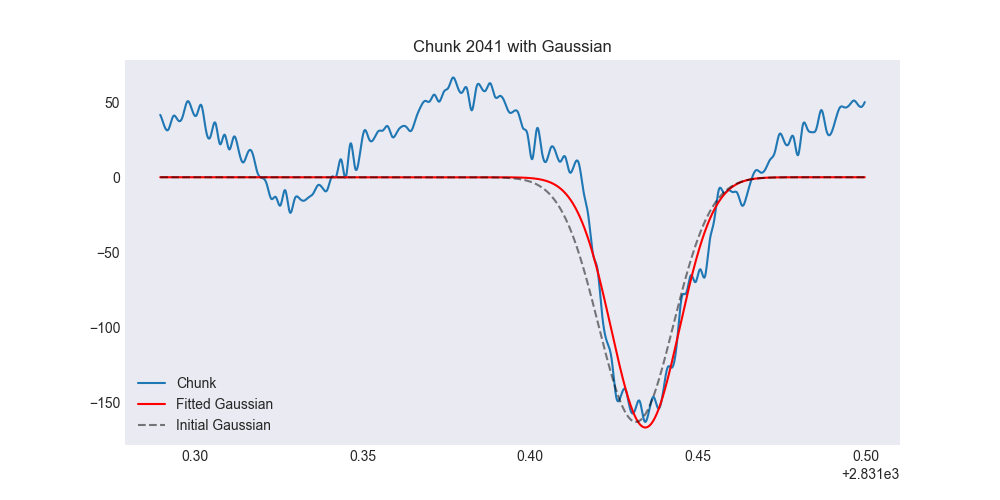 Chunk 2041 with Gaussian
50
0
−50
−100
−150
Chunk
Fitted Gaussian
Initial Gaussian
0.30 0.35 0.40 0.45 0.50
+2.831e3